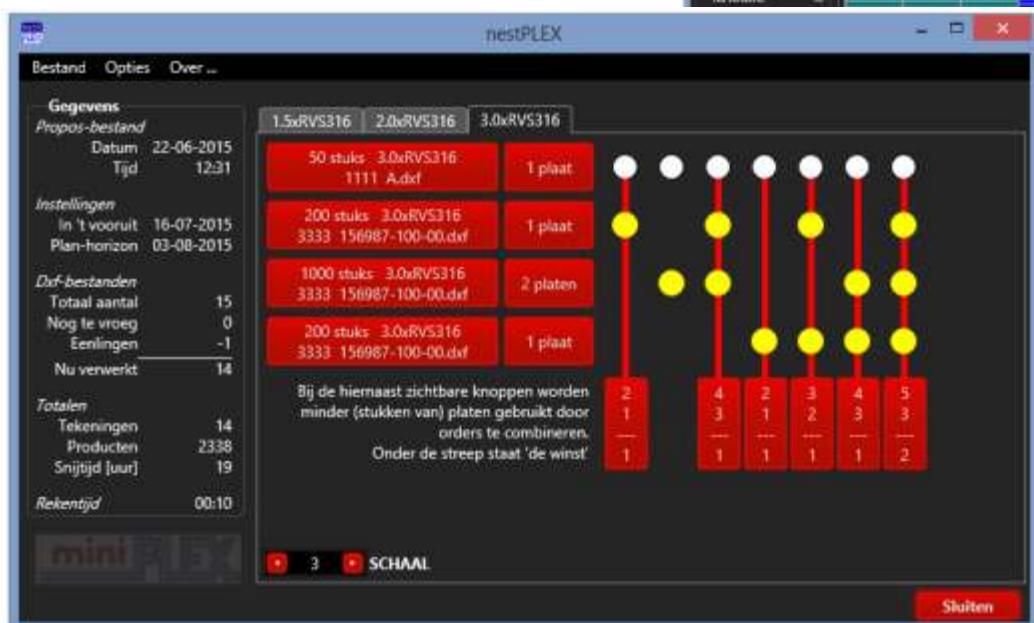 nestPLEX
Bestand Opties Over ...
Gegevens
Propos-bestand
Datum 22-06-2015
Tijd 12:31
Instellingen
In 't vooruit 16-07-2015
Plan-horizon 03-08-2015
Dxf-bestanden
Totaal aantal 15
Nog te vroeg 0
Eenlingen -1
Nu verwerkt 14
Totalen
Tekeningen 14
Producten 2338
Snijtijd [uur] 19
Rekentijd 00:10
mini PLEX
1.5xRVS316 2.0xRVS316 3.0xRVS316
50 stuks 3.0xRVS316
1111 A.dxf
1 plaat
200 stuks 3.0xRVS316
3333 156987-100-00.dxf
1 plaat
1000 stuks 3.0xRVS316
3333 156987-100-00.dxf
2 platen
200 stuks 3.0xRVS316
3333 156987-100-00.dxf
1 plaat
Bij de hiernaast zichtbare knoppen worden
minder (stukken van) platen gebruikt door
orders te combineren.
Onder de streep staat 'de winst'
2 4 2 3 4 5
1 3 1 2 3 3
--- --- --- --- --- ---
1 1 1 1 1 2
3 SCHAAL
Sluiten